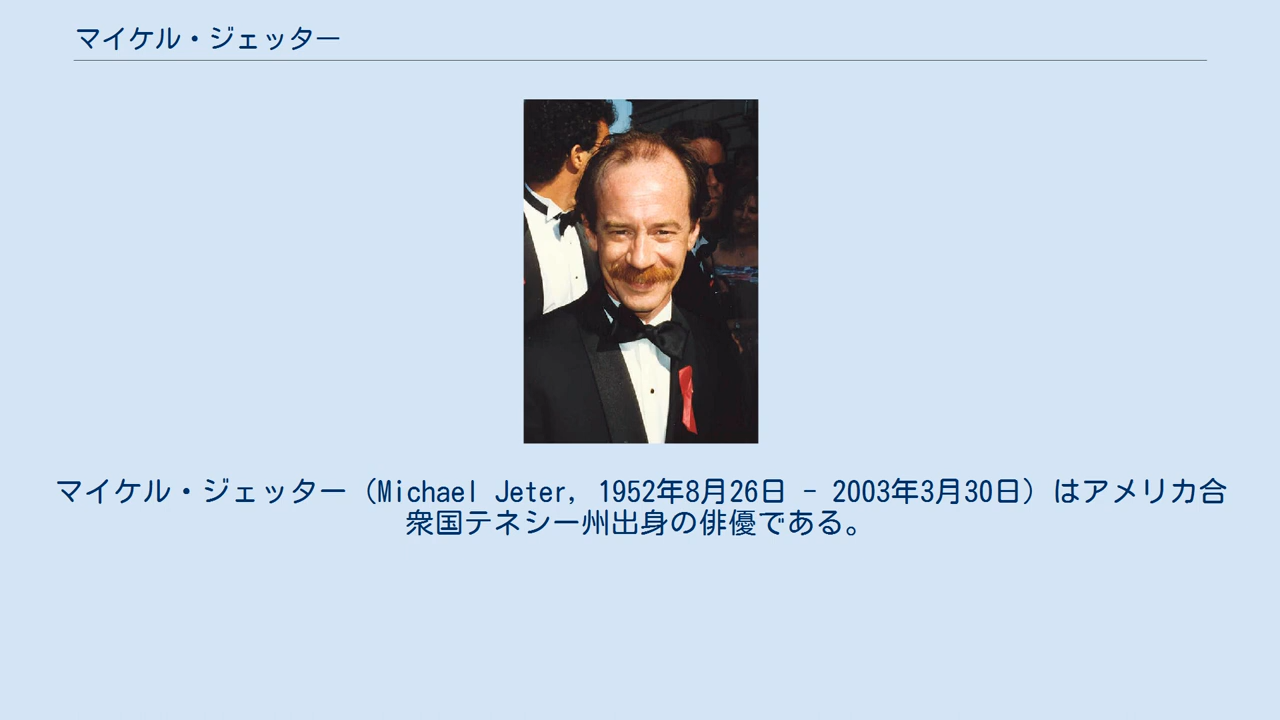 マイケル・ジェッター
マイケル・ジェッター（Michael Jeter, 1952年8月26日 - 2003年3月30日）はアメリカ合
衆国テネシー州出身の俳優である。